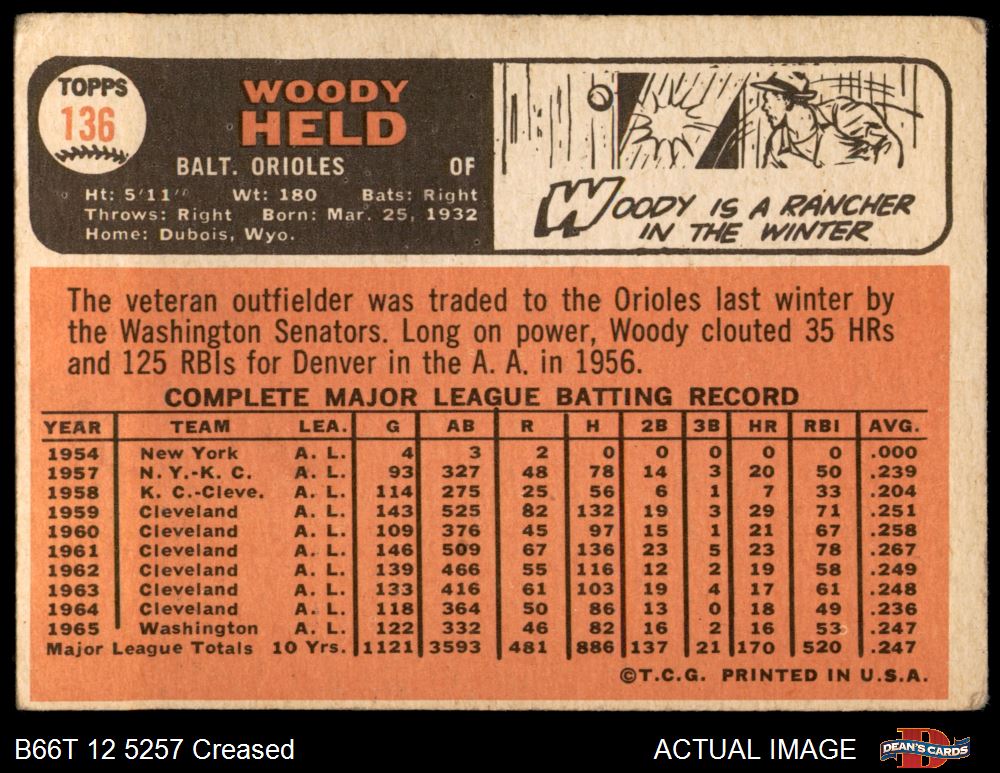 TOPPS
136
WOODY
HELD
BALT. ORIOLES OF
Ht: 5'11" Wt: 180 Bats: Right
Throws: Right Born: Mar. 25, 1932
Home: Dubois, Wyo.
WOODY IS A RANCHER
IN THE WINTER
The veteran outfielder was traded to the Orioles last winter by
the Washington Senators. Long on power, Woody clouted 35 HRs
and 125 RBIs for Denver in the A. A. in 1956.
COMPLETE MAJOR LEAGUE BATTING RECORD
YEAR TEAM LEA. G AB R H 2B 3B HR RBI AVG.
1954 New York A. L. 4 3 2 0 0 0 0 0 .000
1957 N. Y.-K. C. A. L. 93 327 48 78 14 3 20 50 .239
1958 K. C.-Cleve. A. L. 114 275 25 56 6 1 7 33 .204
1959 Cleveland A. L. 143 525 82 132 19 3 29 71 .251
1960 Cleveland A. L. 109 376 45 97 15 1 21 67 .258
1961 Cleveland A. L. 146 509 67 136 23 5 23 78 .267
1962 Cleveland A. L. 139 466 55 116 12 2 19 58 .249
1963 Cleveland A. L. 133 416 61 103 19 4 17 61 .248
1964 Cleveland A. L. 118 364 50 86 13 0 18 49 .236
1965 Washington A. L. 122 332 46 82 16 2 16 53 .247
Major League Totals 10 Yrs. 1121 3593 481 886 137 21 170 520 .247
©T.C.G. PRINTED IN U.S.A.
B66T 12 5257 Creased
ACTUAL IMAGE
DEAN'S CARDS